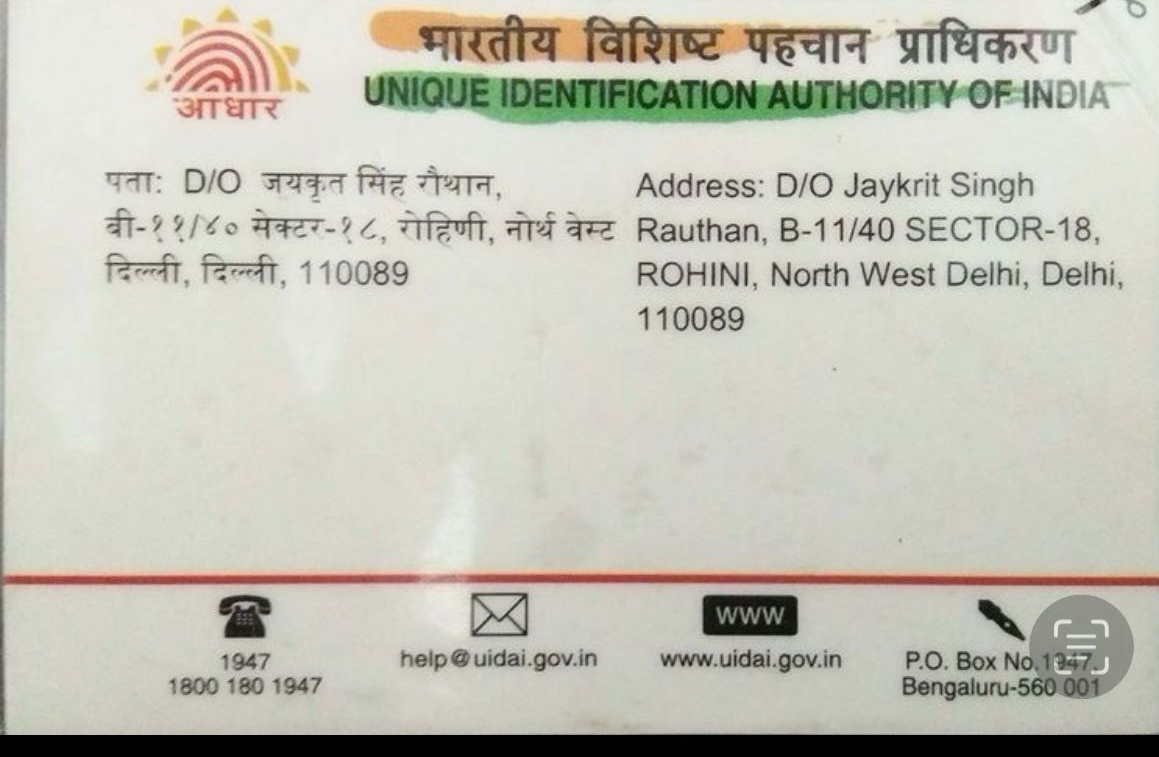 भारतीय विशिष्ट पहचान प्राधिकरण
UNIQUE IDENTIFICATION AUTHORITY OF INDIA
आधार
पता: D/O जयकृत सिंह रौथान,
बी-११/४० सेक्टर-१८, रोहिणी, नोर्थ वेस्ट
दिल्ली, दिल्ली, 110089
Address: D/O Jaykrit Singh
Rauthan, B-11/40 SECTOR-18,
ROHINI, North West Delhi, Delhi,
110089
1947
1800 180 1947
help@uidai.gov.in
www
www.uidai.gov.in
P.O. Box No.1947,
Bengaluru-560 001